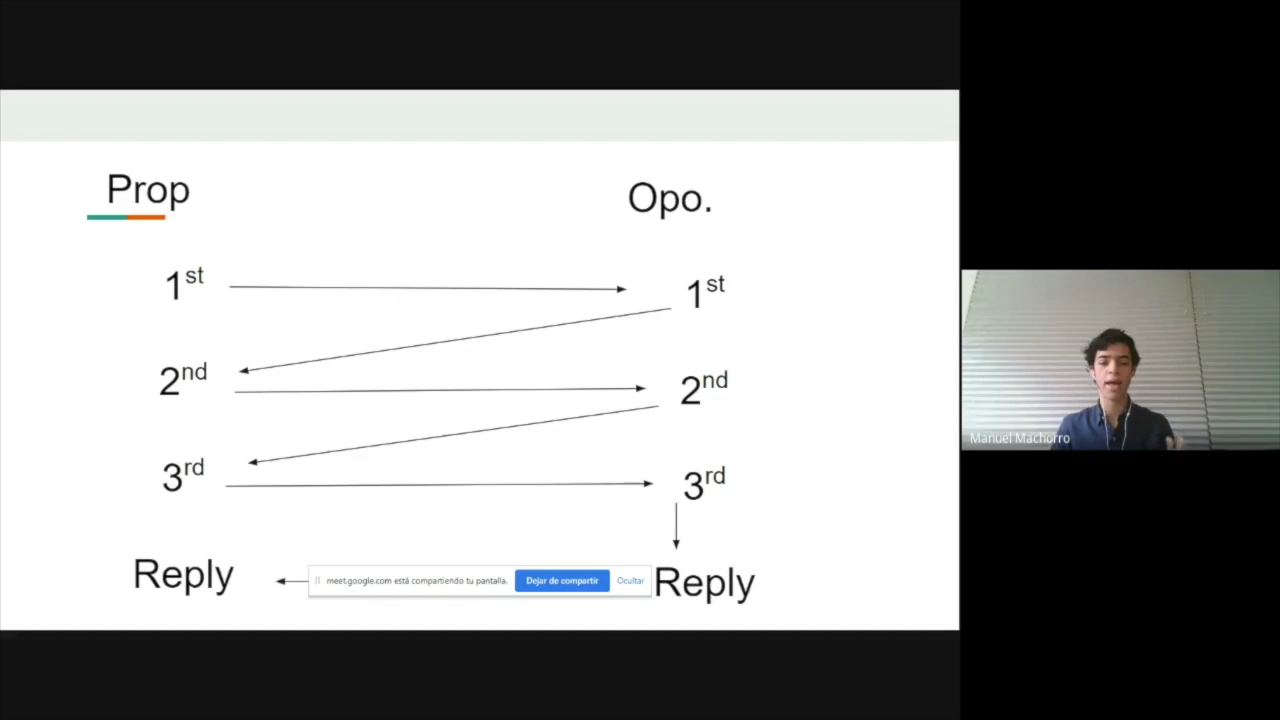 Prop
Opo.
1st
1st
2nd
2nd
3rd
3rd
Reply
meet.google.com está compartiendo tu pantalla.
Dejar de compartir
Ocultar
Reply
Manuel Machorro